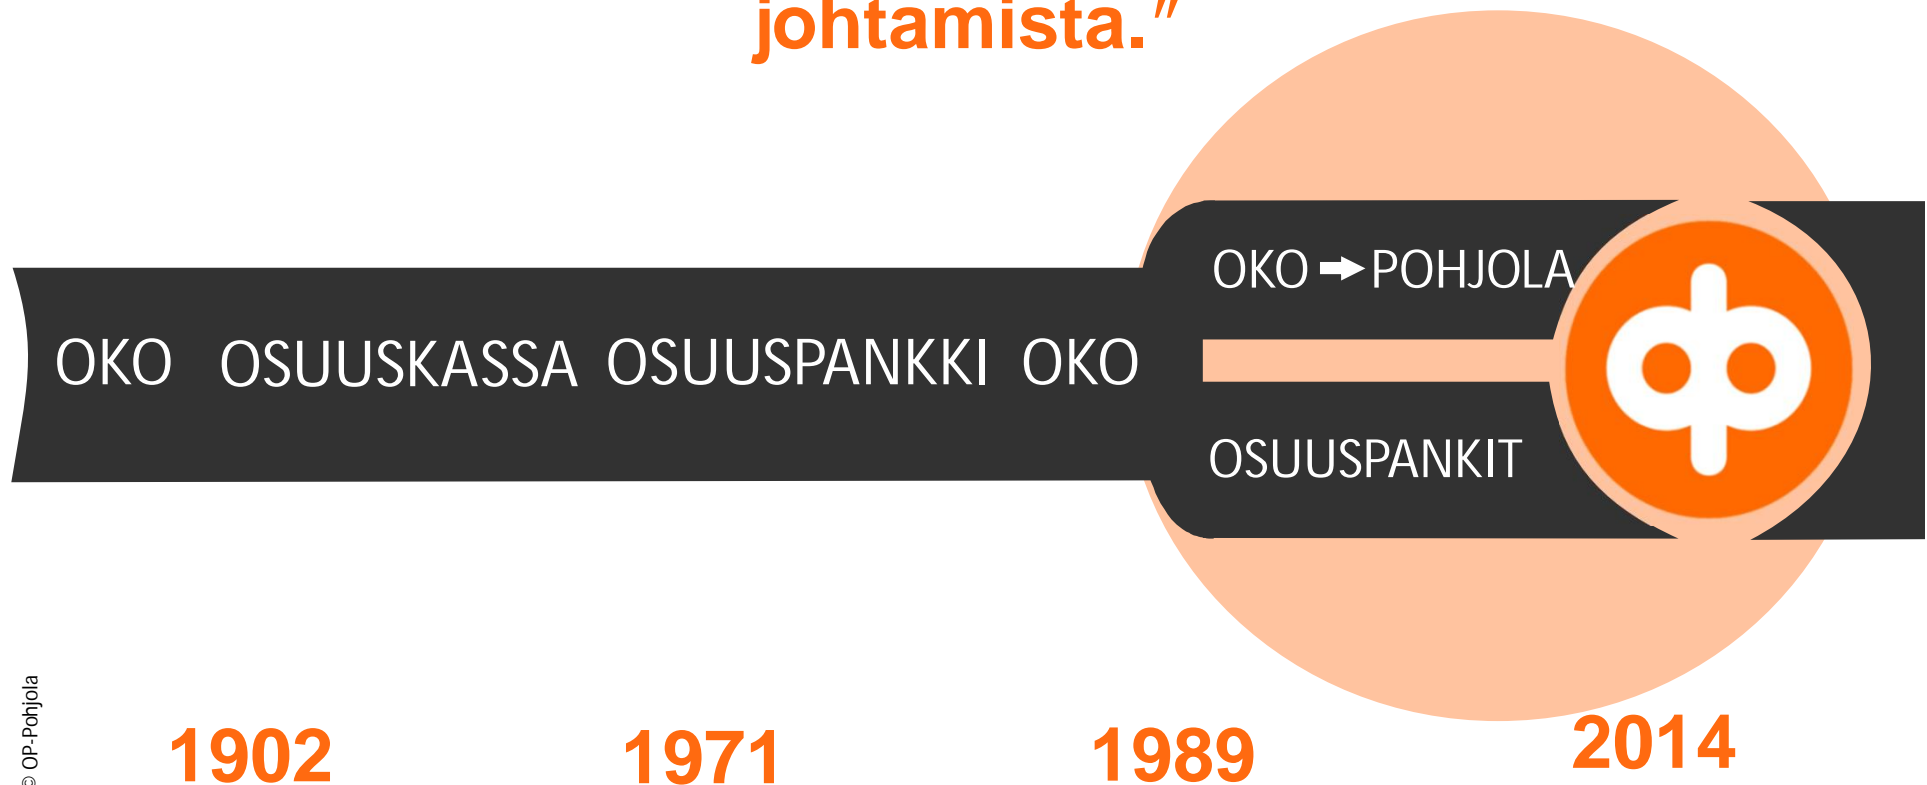 johtamista."
OKO ➡ POHJOLA
OKO OSUUSKASSA OSUUSPANKKI OKO
OSUUSPANKIT
© OP-Pohjola
1902 1971 1989 2014